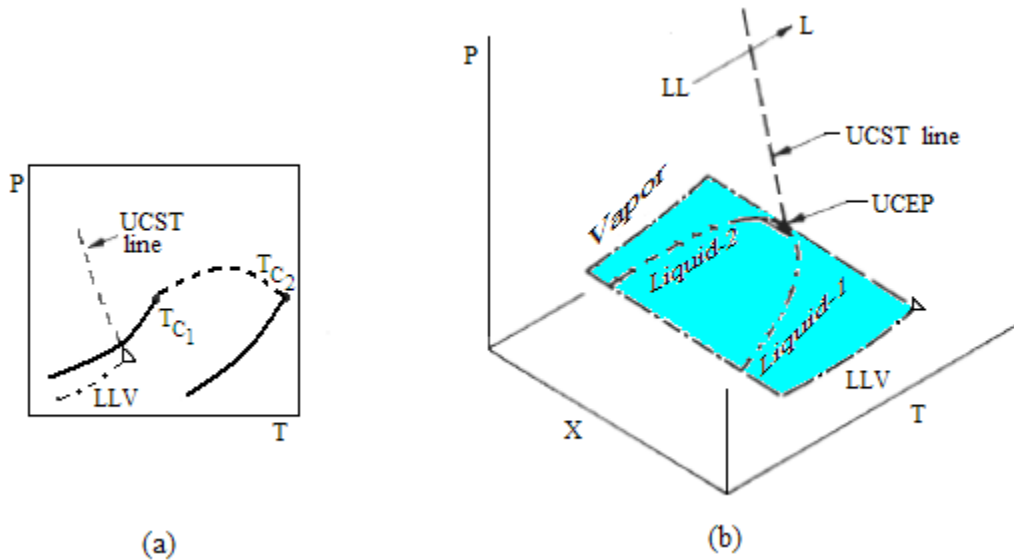 P
UCST
line
T_C1
T_C2
LLV
T
(a)
P
LL
L
UCST line
UCEP
Vapor
Liquid-2
Liquid-1
LLV
X
T
(b)